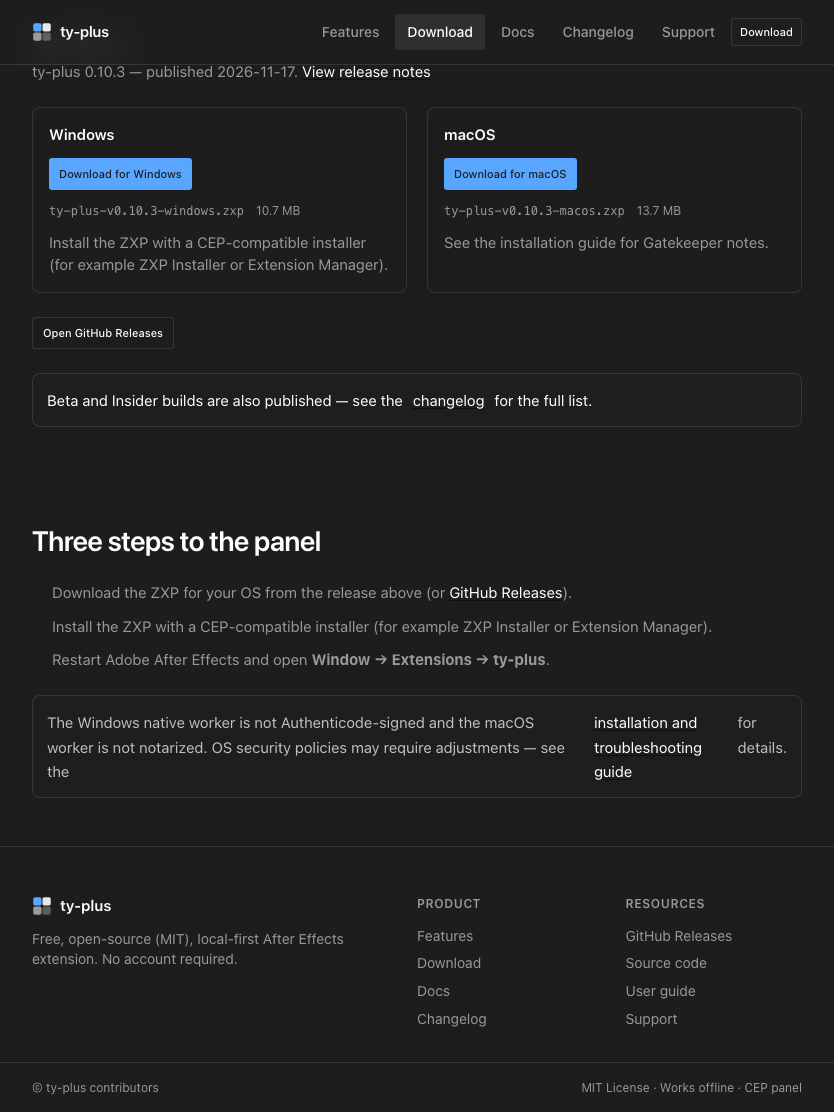 ty-plus
Features
Download
Docs
Changelog
Support
Download
ty-plus 0.10.3 — published 2026-11-17. View release notes
Windows
Download for Windows
ty-plus-v0.10.3-windows.zxp 10.7 MB
Install the ZXP with a CEP-compatible installer
(for example ZXP Installer or Extension Manager).
macOS
Download for macOS
ty-plus-v0.10.3-macos.zxp 13.7 MB
See the installation guide for Gatekeeper notes.
Open GitHub Releases
Beta and Insider builds are also published — see the changelog for the full list.
Three steps to the panel
Download the ZXP for your OS from the release above (or GitHub Releases).
Install the ZXP with a CEP-compatible installer (for example ZXP Installer or Extension Manager).
Restart Adobe After Effects and open Window → Extensions → ty-plus.
The Windows native worker is not Authenticode-signed and the macOS
worker is not notarized. OS security policies may require adjustments — see
the
installation and
troubleshooting
guide
for
details.
ty-plus
Free, open-source (MIT), local-first After Effects
extension. No account required.
PRODUCT
Features
Download
Docs
Changelog
RESOURCES
GitHub Releases
Source code
User guide
Support
© ty-plus contributors
MIT License · Works offline · CEP panel